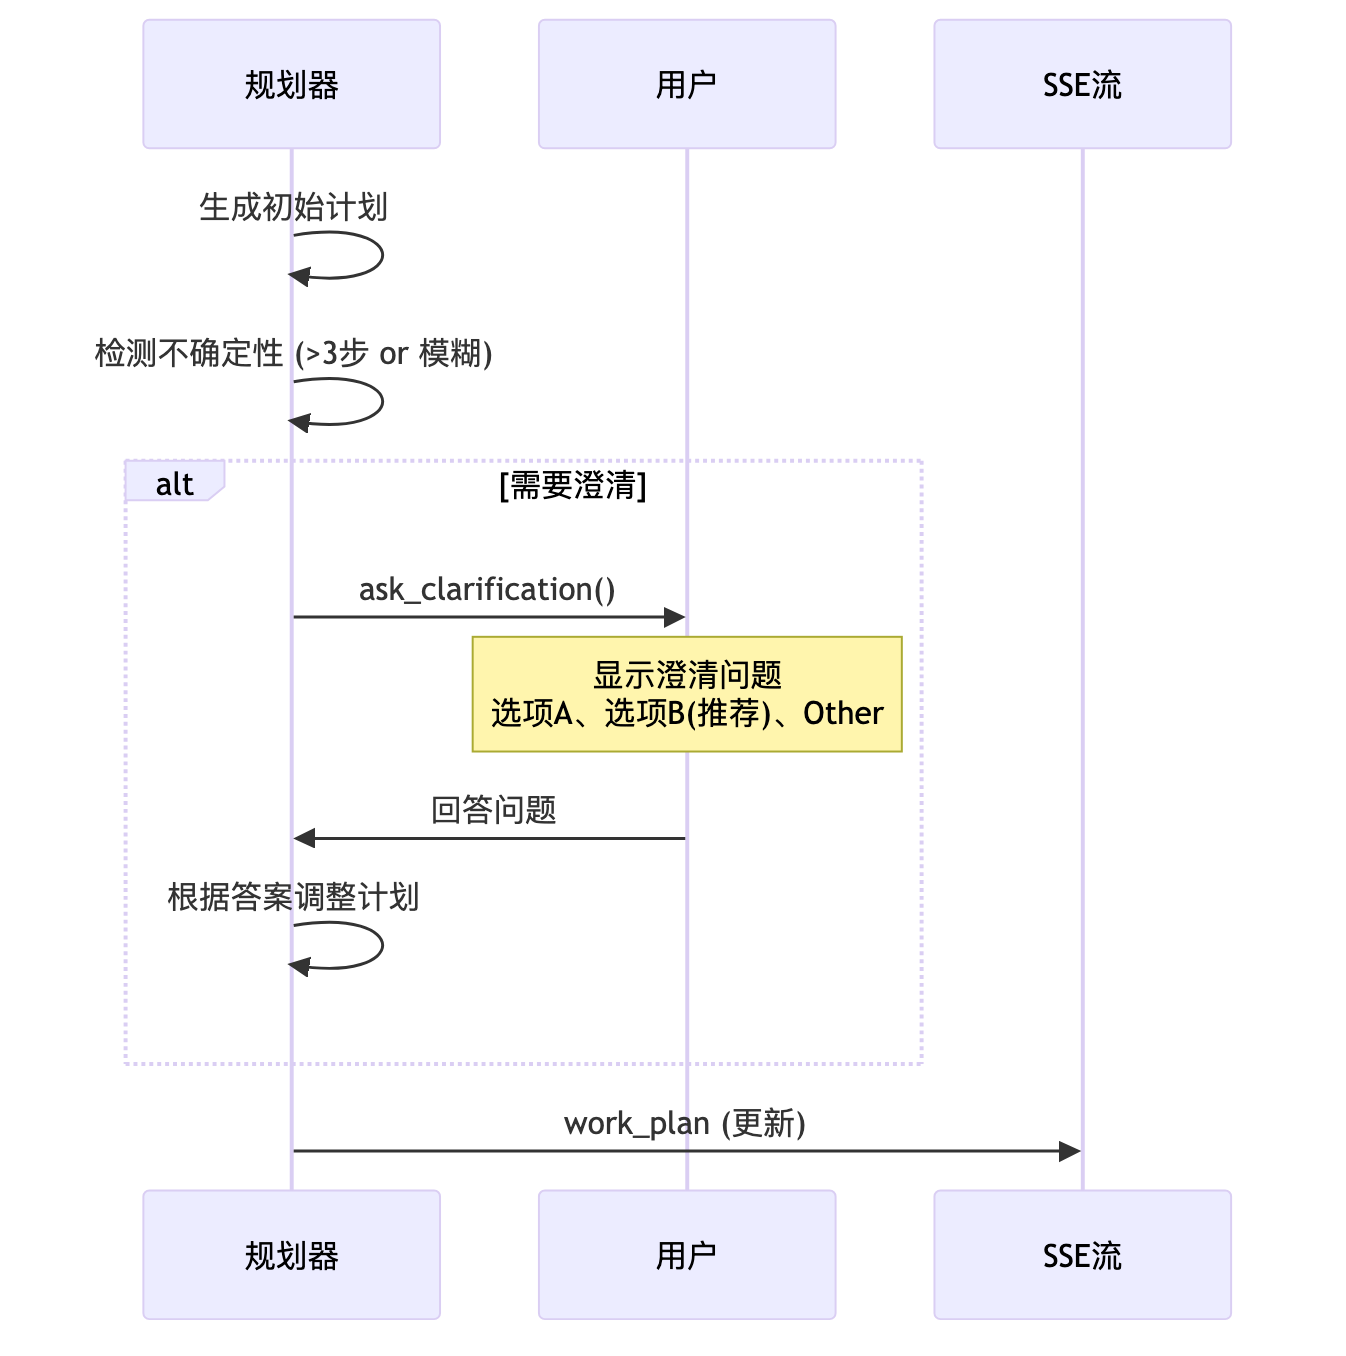 规划器
用户
SSE流
生成初始计划
检测不确定性 (>3步 or 模糊)
alt
[需要澄清]
ask_clarification()
显示澄清问题
选项A、选项B(推荐)、Other
回答问题
根据答案调整计划
work_plan (更新)
规划器
用户
SSE流